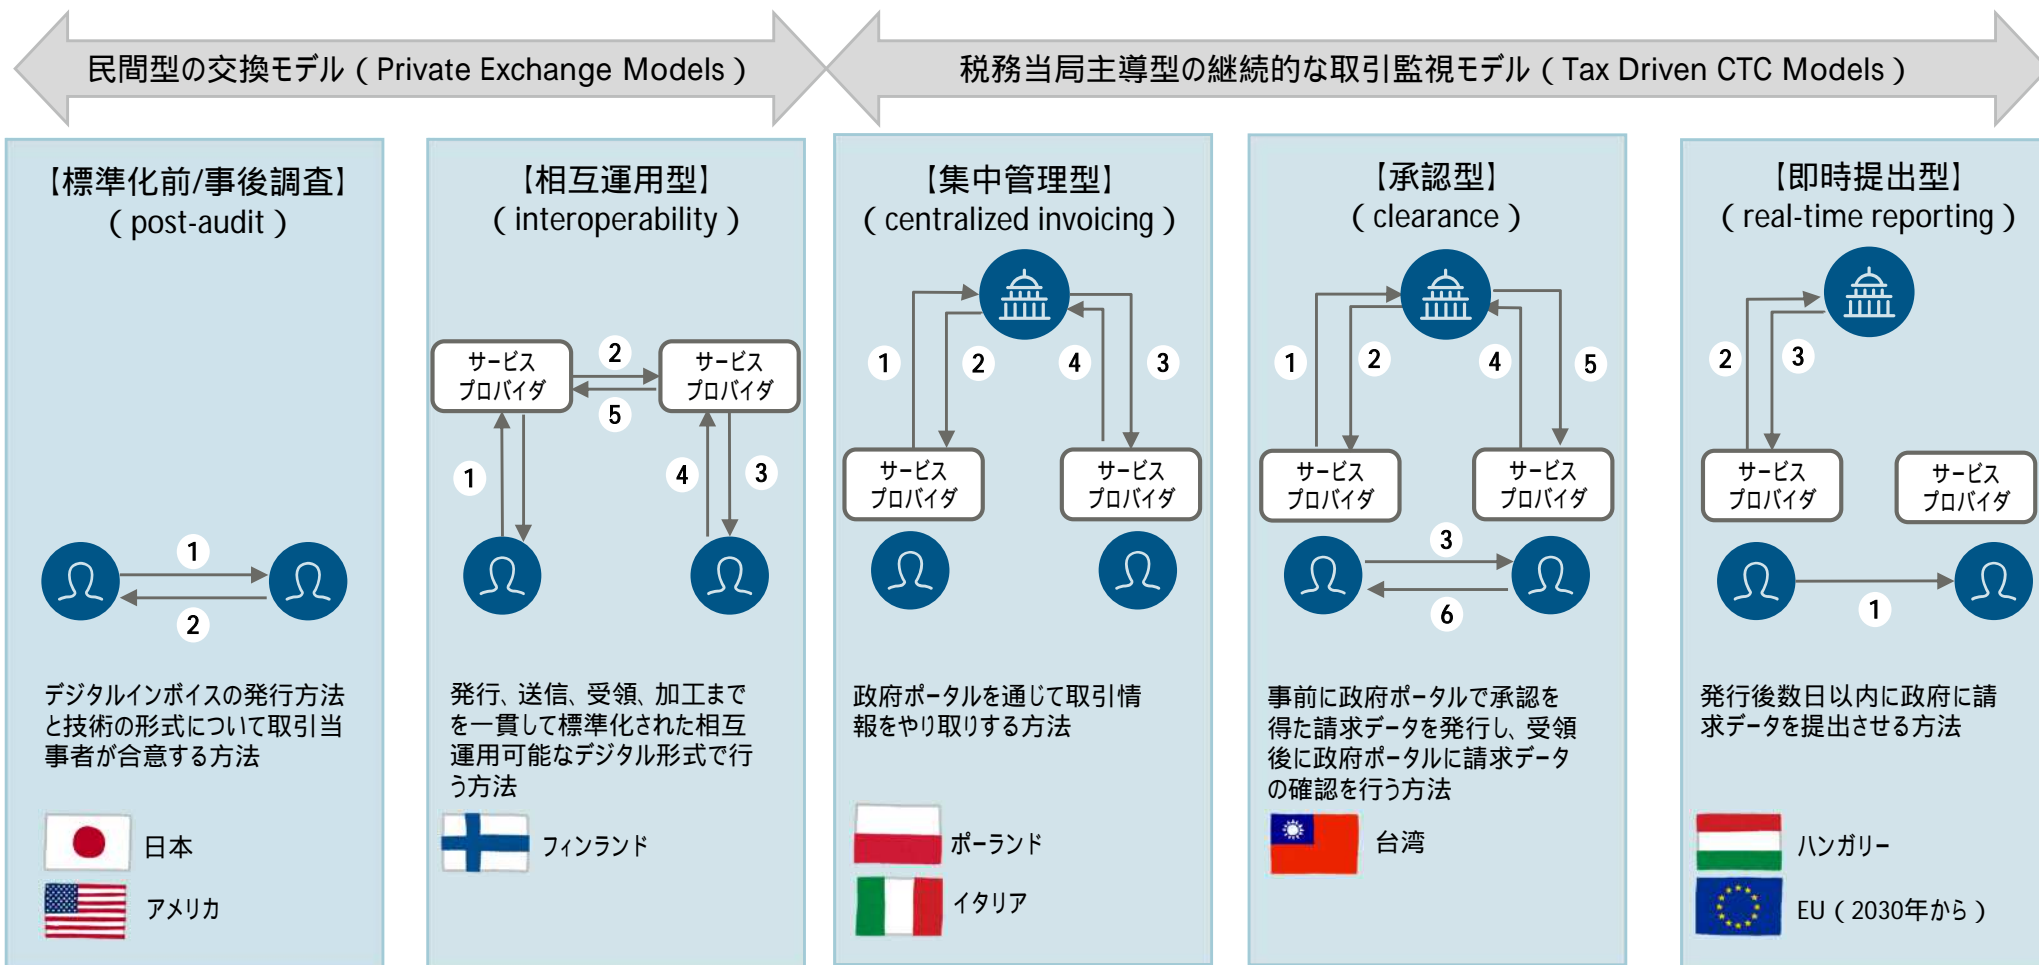 民間型の交換モデル（Private Exchange Models）
税務当局主導型の継続的な取引監視モデル（Tax Driven CTC Models）
【標準化前/事後調査】
（post-audit）
1
2
デジタルインボイスの発行方法
と技術の形式について取引当
事者が合意する方法
日本
アメリカ
【相互運用型】
（interoperability）
サービス
プロバイダ
2
5
サービス
プロバイダ
1
4
3
発行、送信、受領、加工まで
を一貫して標準化された相互
運用可能なデジタル形式で行
う方法
フィンランド
【集中管理型】
（centralized invoicing）
1
2
4
3
サービス
プロバイダ
サービス
プロバイダ
政府ポータルを通じて取引情
報をやり取りする方法
ポーランド
イタリア
【承認型】
（clearance）
1
2
4
5
サービス
プロバイダ
サービス
プロバイダ
3
6
事前に政府ポータルで承認を
得た請求データを発行し、受領
後に政府ポータルに請求データ
の確認を行う方法
台湾
【即時提出型】
（real-time reporting）
2
3
サービス
プロバイダ
サービス
プロバイダ
1
発行後数日以内に政府に請
求データを提出させる方法
ハンガリー
EU（2030年から）